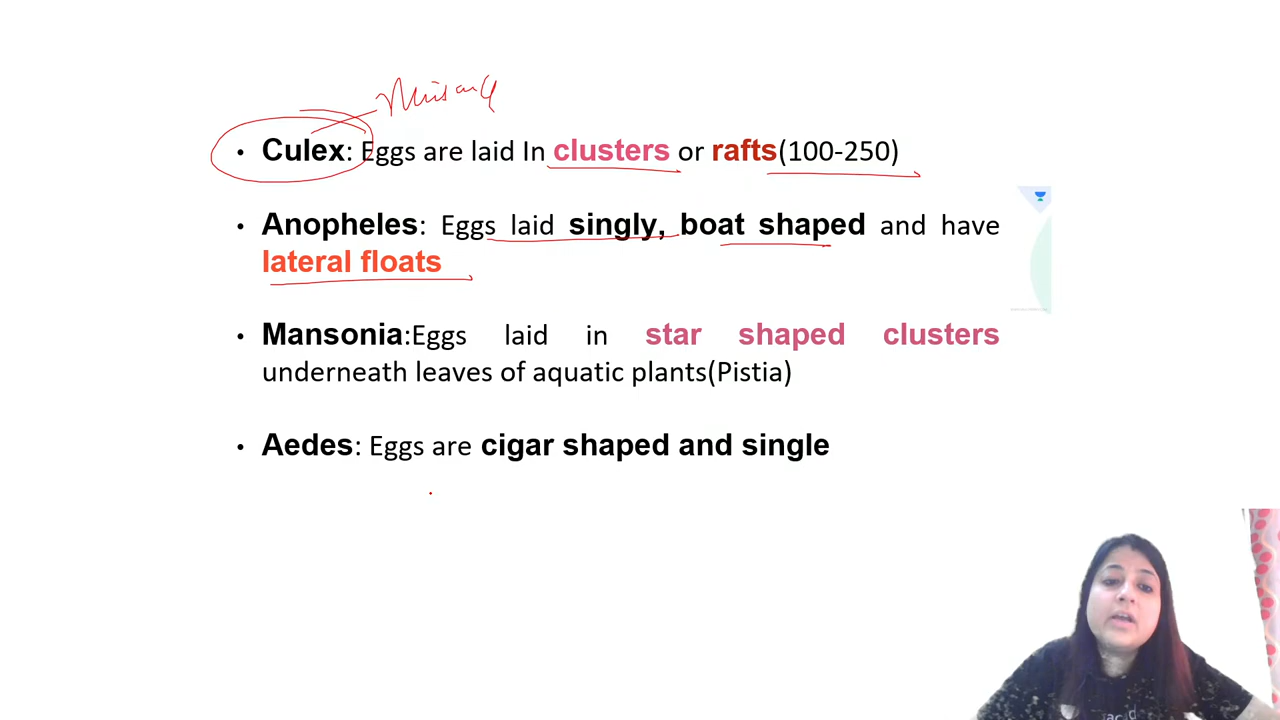 • Culex: Eggs are laid In clusters or rafts(100-250)
• Anopheles: Eggs laid singly, boat shaped and have
lateral floats
• Mansonia:Eggs laid in star shaped clusters
underneath leaves of aquatic plants(Pistia)
• Aedes: Eggs are cigar shaped and single